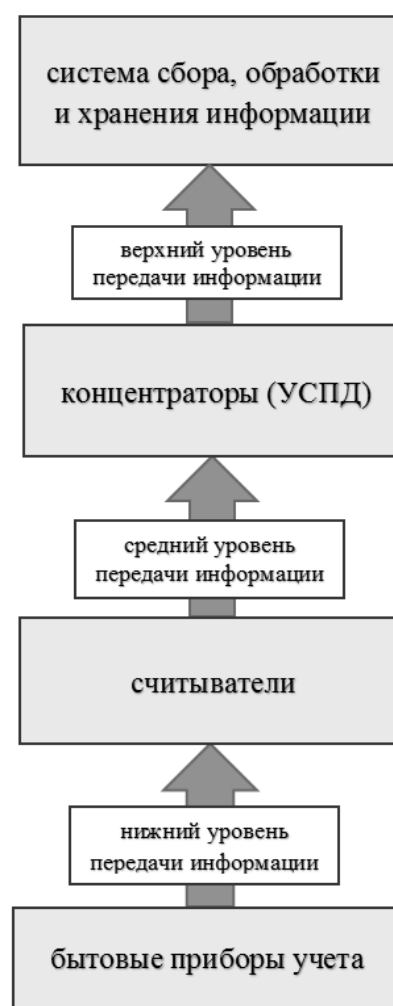 система сбора, обработки
и хранения информации
верхний уровень
передачи информации
концентраторы (УСПД)
средний уровень
передачи информации
считыватели
нижний уровень
передачи информации
бытовые приборы учета